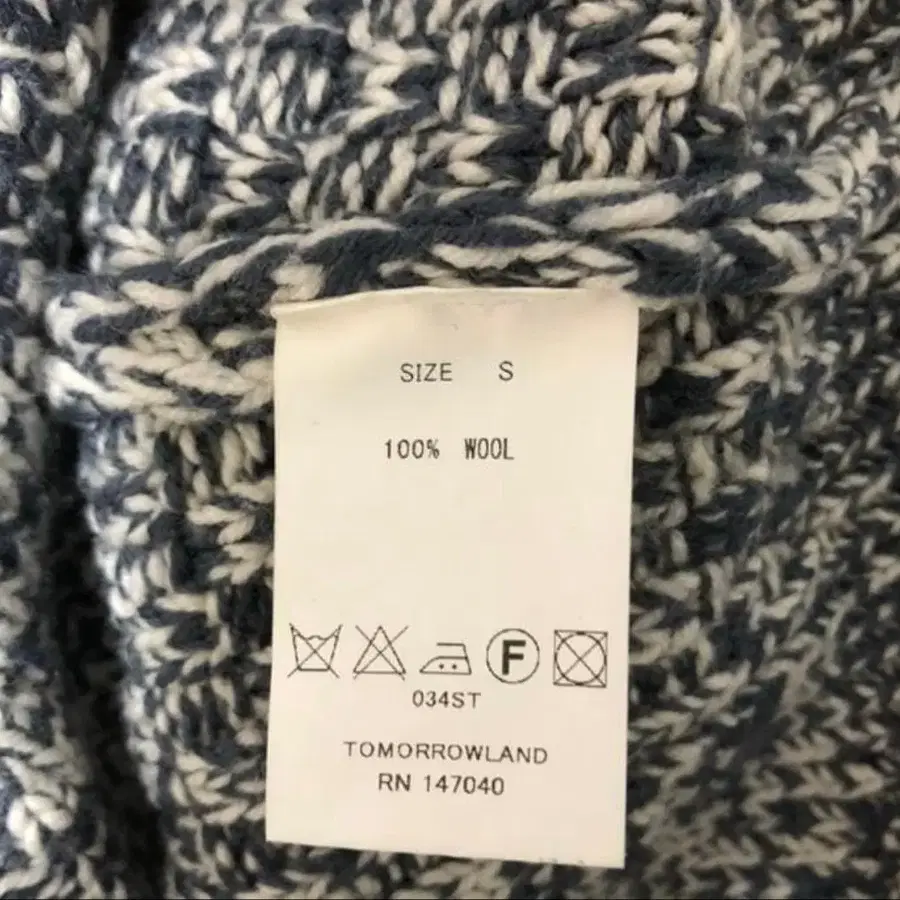 SIZE S
100% WOOL
F
034ST
TOMORROWLAND
RN 147040